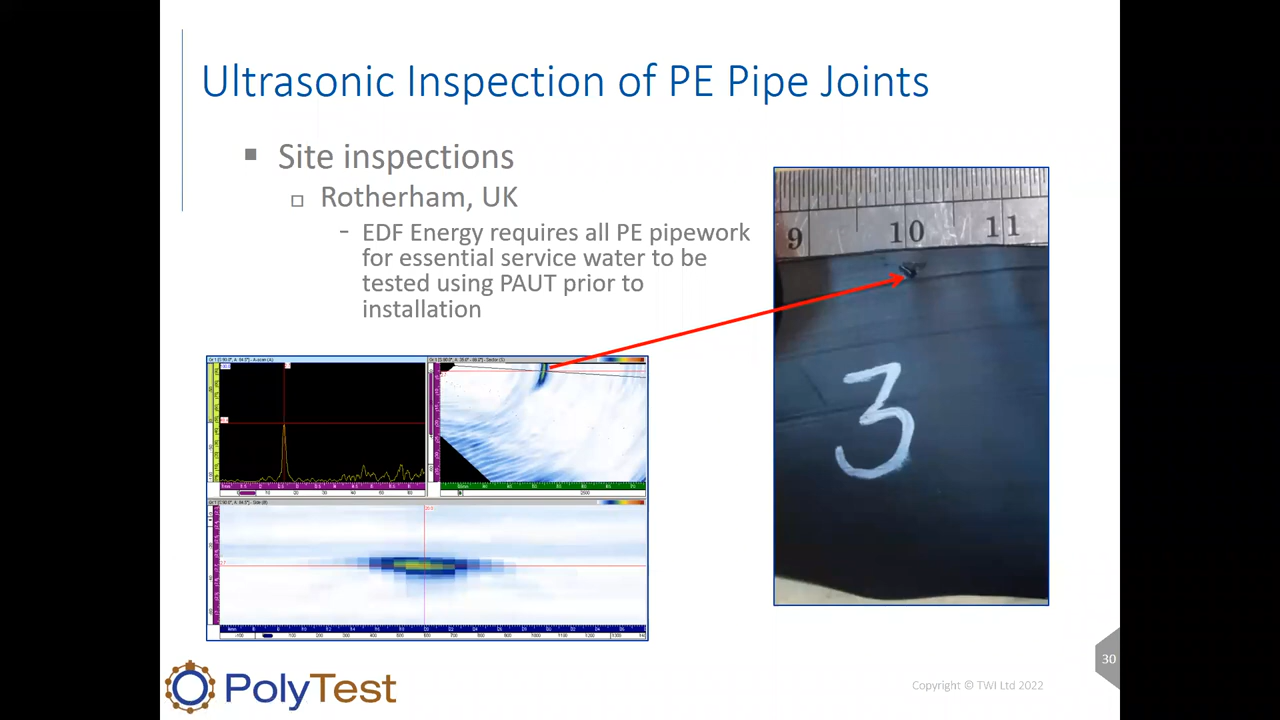 Ultrasonic Inspection of PE Pipe Joints
▪ Site inspections
□ Rotherham, UK
- EDF Energy requires all PE pipework
for essential service water to be
tested using PAUT prior to
installation
9 10 11
3
30
PolyTest
Copyright © TWI Ltd 2022